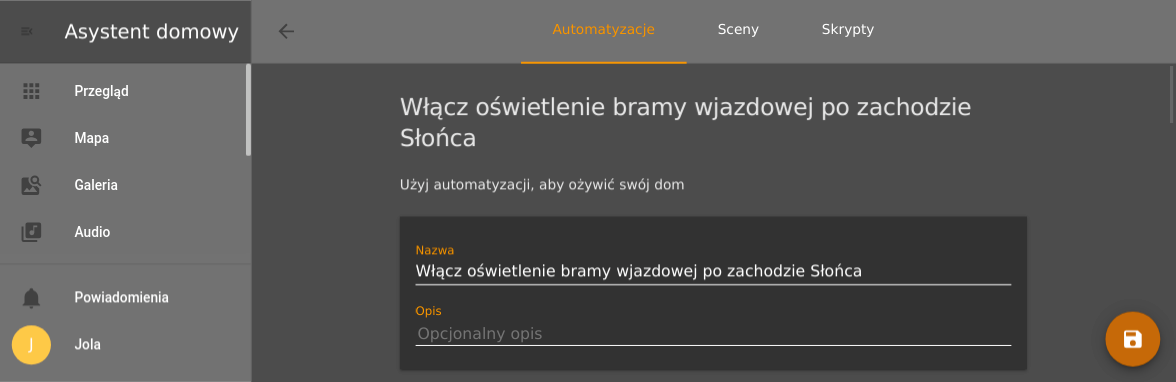 Asystent domowy
Automatyzacje Sceny Skrypty
Przegląd
Mapa
Galeria
Audio
Powiadomienia
J Jola
Włącz oświetlenie bramy wjazdowej po zachodzie
Słońca
Użyj automatyzacji, aby ożywić swój dom
Nazwa
Włącz oświetlenie bramy wjazdowej po zachodzie Słońca
Opis
Opcjonalny opis